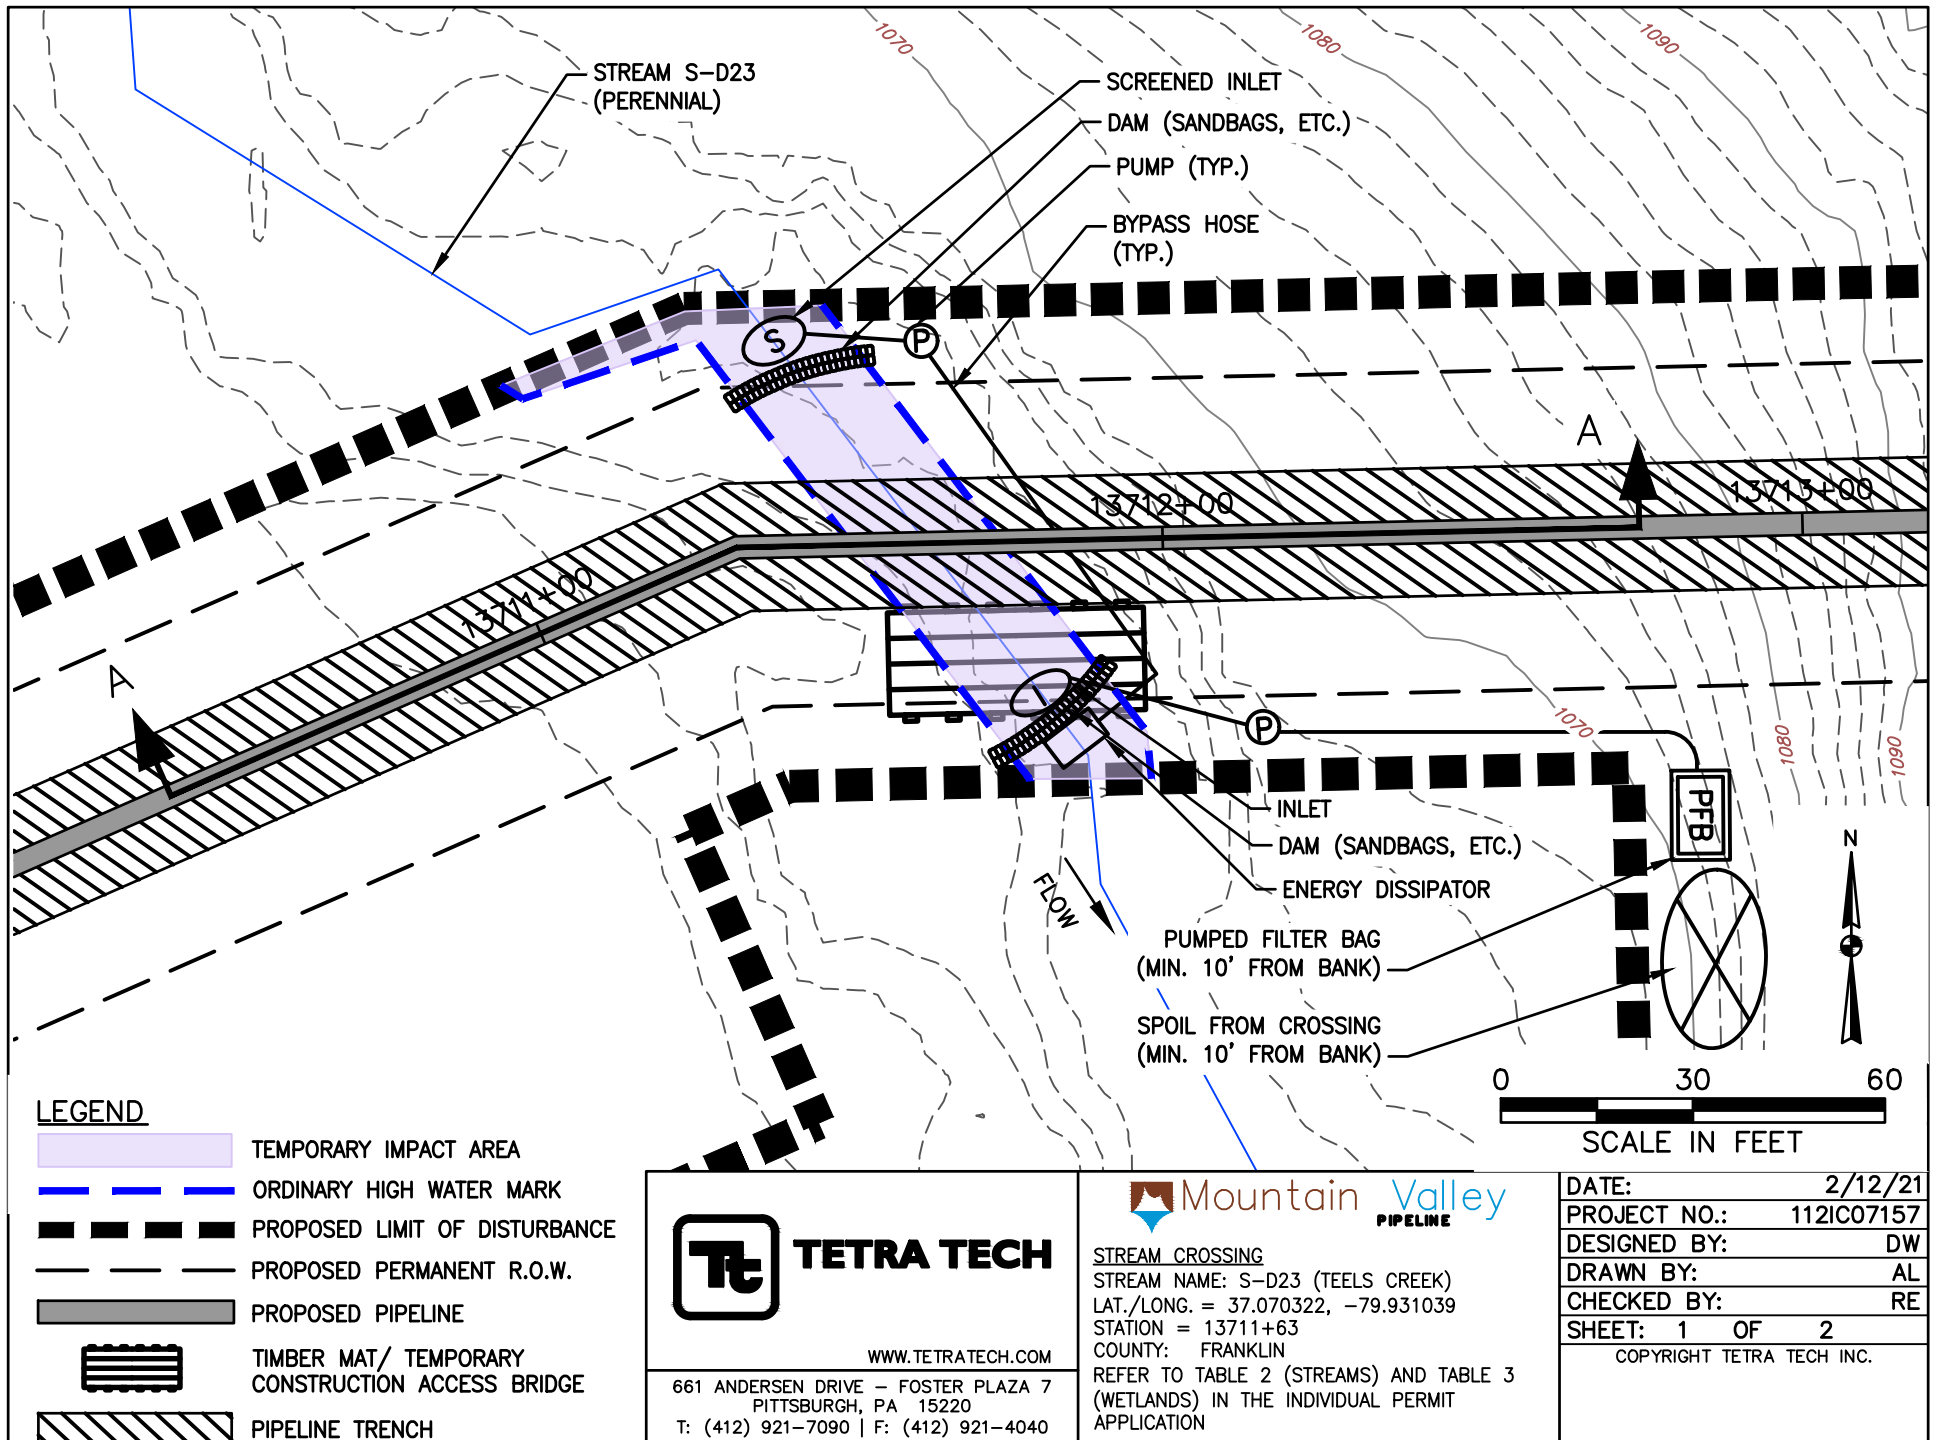 1070
1080
1090
STREAM S-D23
(PERENNIAL)
SCREENED INLET
DAM (SANDBAGS, ETC.)
PUMP (TYP.)
BYPASS HOSE
(TYP.)
S
P
A
13712+00
13713+00
13711+00
A
P
1070
1080
1090
PFB
INLET
DAM (SANDBAGS, ETC.)
ENERGY DISSIPATOR
FLOW
N
PUMPED FILTER BAG
(MIN. 10' FROM BANK)
SPOIL FROM CROSSING
(MIN. 10' FROM BANK)
0 30 60
SCALE IN FEET
LEGEND
TEMPORARY IMPACT AREA
ORDINARY HIGH WATER MARK
PROPOSED LIMIT OF DISTURBANCE
PROPOSED PERMANENT R.O.W.
PROPOSED PIPELINE
TIMBER MAT/ TEMPORARY
CONSTRUCTION ACCESS BRIDGE
PIPELINE TRENCH
Tt TETRA TECH
WWW.TETRATECH.COM
661 ANDERSEN DRIVE – FOSTER PLAZA 7
PITTSBURGH, PA 15220
T: (412) 921-7090 | F: (412) 921-4040
Mountain Valley
PIPELINE
STREAM CROSSING
STREAM NAME: S-D23 (TEELS CREEK)
LAT./LONG. = 37.070322, -79.931039
STATION = 13711+63
COUNTY: FRANKLIN
REFER TO TABLE 2 (STREAMS) AND TABLE 3
(WETLANDS) IN THE INDIVIDUAL PERMIT
APPLICATION
DATE: 2/12/21
PROJECT NO.: 112IC07157
DESIGNED BY: DW
DRAWN BY: AL
CHECKED BY: RE
SHEET: 1 OF 2
COPYRIGHT TETRA TECH INC.